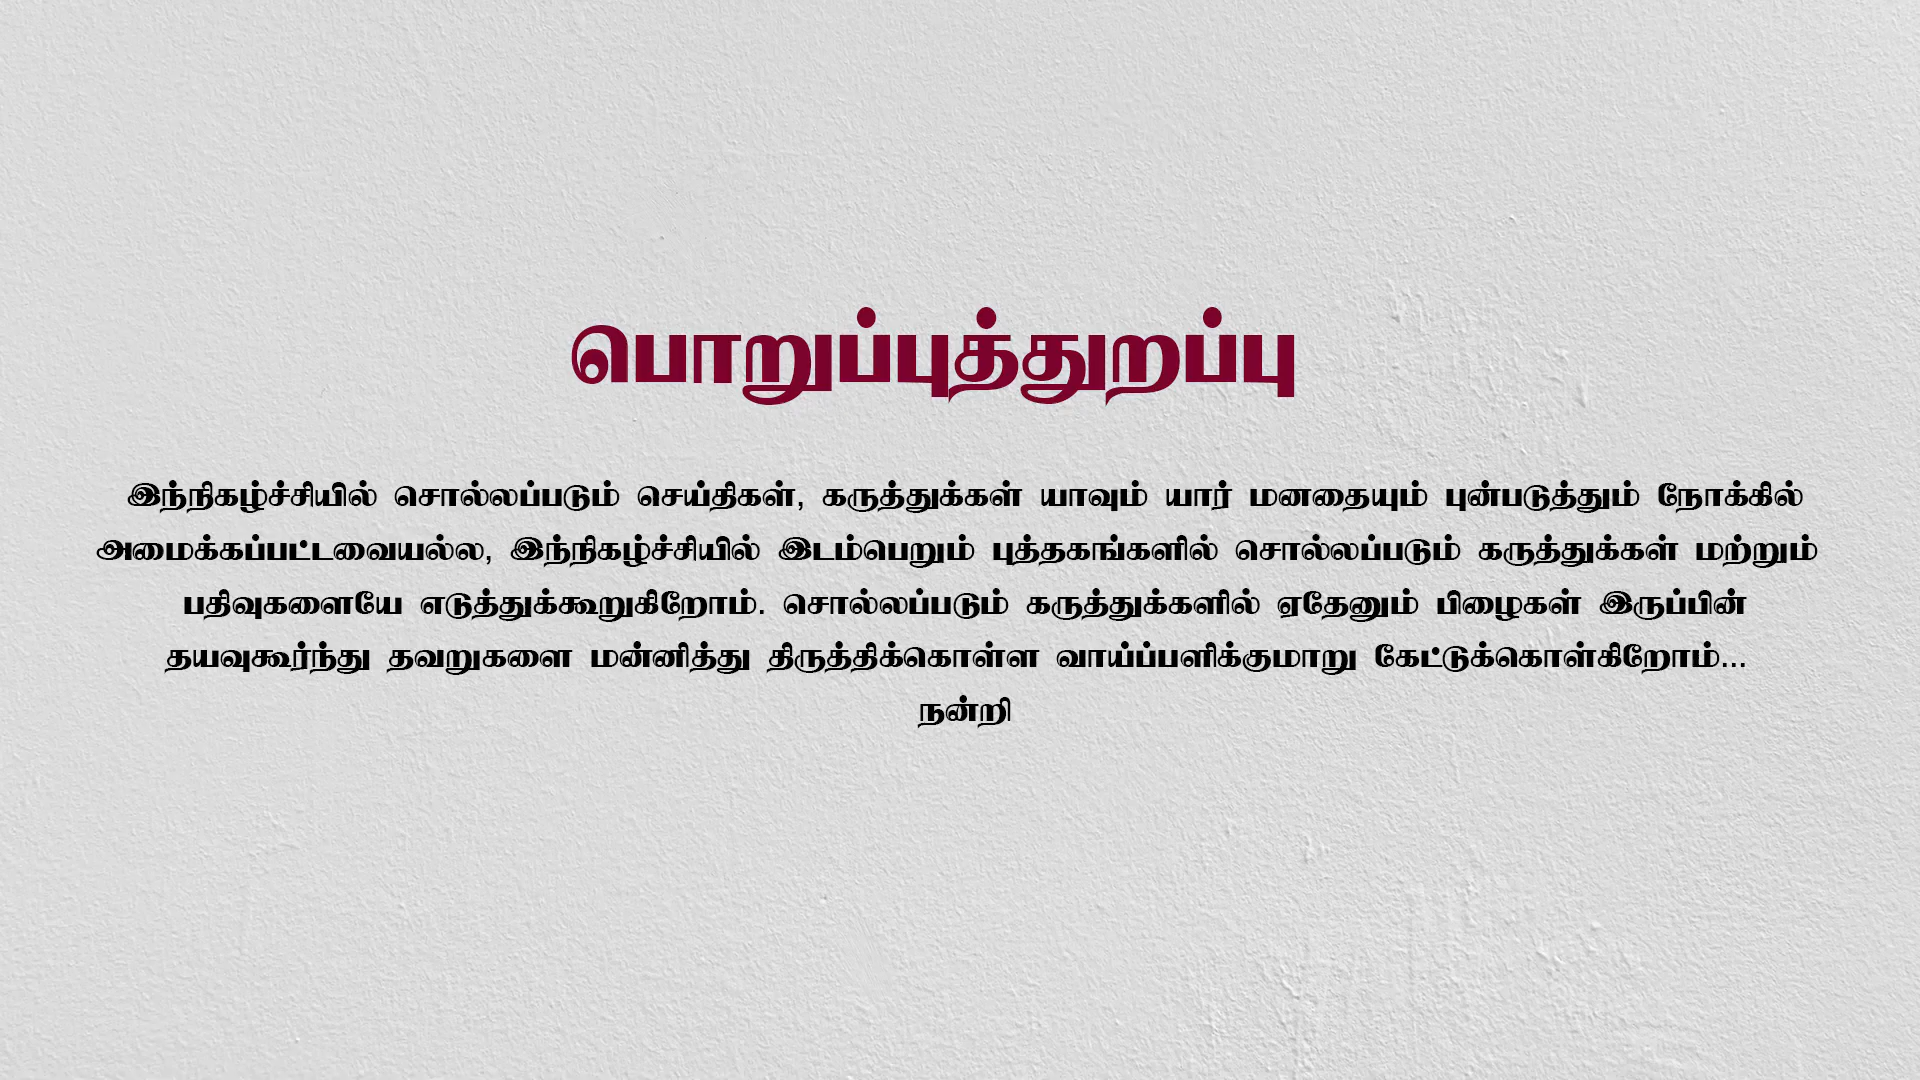 பொறுப்புத்துறப்பு
இந்நிகழ்ச்சியில் சொல்லப்படும் செய்திகள், கருத்துக்கள் யாவும் யார் மனதையும் புன்படுத்தும் நோக்கில்
அமைக்கப்பட்டவையல்ல, இந்நிகழ்ச்சியில் இடம்பெறும் புத்தகங்களில் சொல்லப்படும் கருத்துக்கள் மற்றும்
பதிவுகளையே எடுத்துக்கூறுகிறோம். சொல்லப்படும் கருத்துக்களில் ஏதேனும் பிழைகள் இருப்பின்
தயவுகூர்ந்து தவறுகளை மன்னித்து திருத்திக்கொள்ள வாய்ப்பளிக்குமாறு கேட்டுக்கொள்கிறோம்...
நன்றி